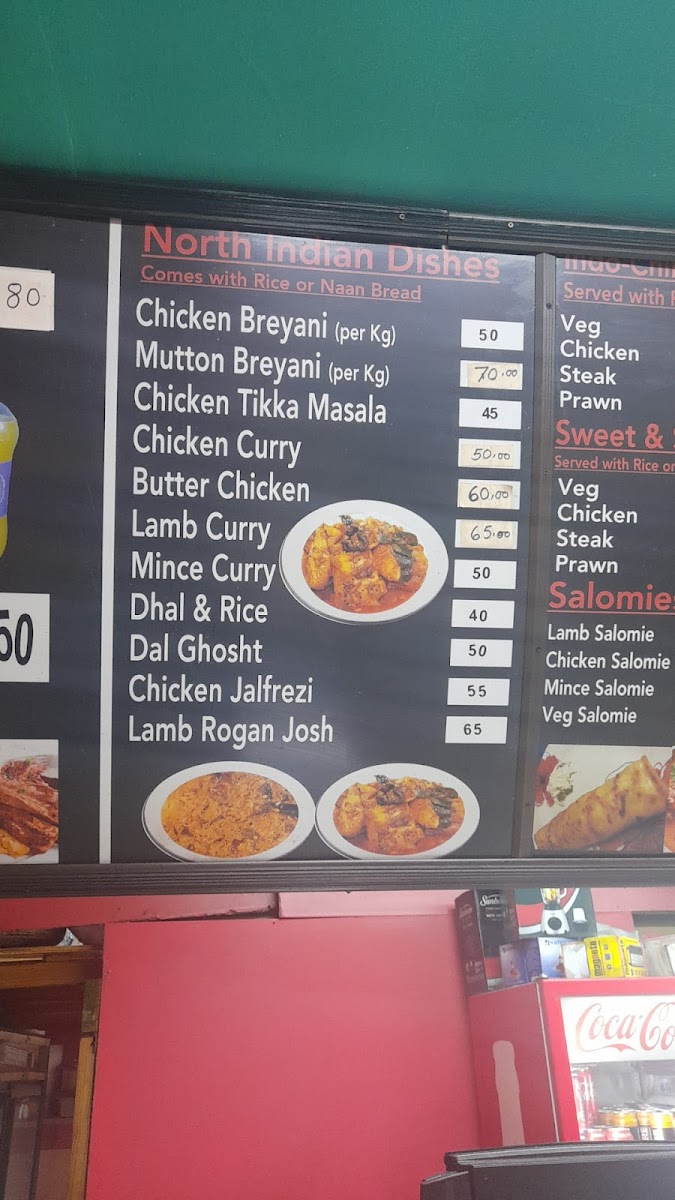 80
50
North Indian Dishes
Comes with Rice or Naan Bread
Chicken Breyani (per Kg) 50
Mutton Breyani (per Kg) 70.00
Chicken Tikka Masala 45
Chicken Curry 50.00
Butter Chicken 60,00
Lamb Curry 65.00
Mince Curry 50
Dhal & Rice 40
Dal Ghosht 50
Chicken Jalfrezi 55
Lamb Rogan Josh 65
Served with
Veg
Chicken
Steak
Prawn
Sweet &
Served with Rice or
Veg
Chicken
Steak
Prawn
Salomies
Lamb Salomie
Chicken Salomie
Mince Salomie
Veg Salomie
Coca-Co